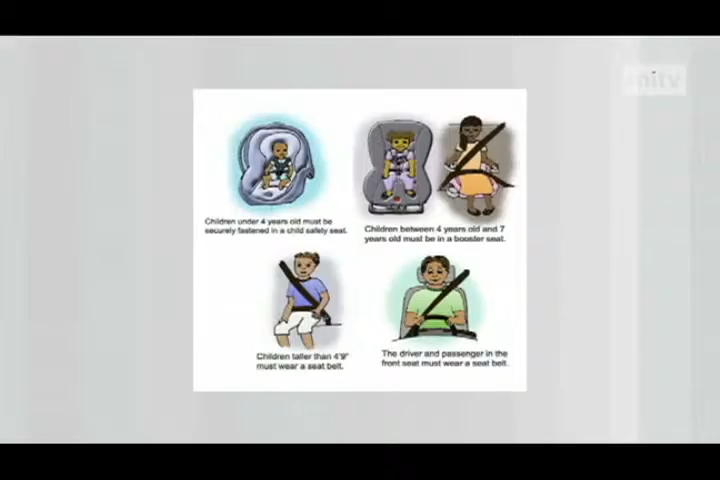 Children under 4 years old must be
securely fastened in a child safety seat.
Children between 4 years old and 7
years old must be in a booster seat.
Children taller than 4'9"
must wear a seat belt.
The driver and passenger in the
front seat must wear a seat belt.